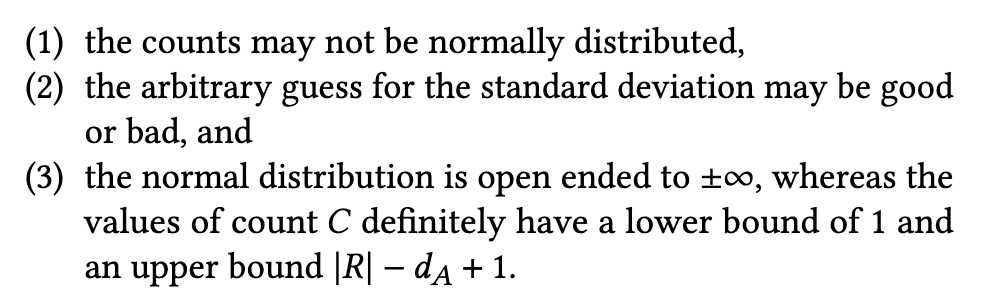 (1) the counts may not be normally distributed,
(2) the arbitrary guess for the standard deviation may be good
or bad, and
(3) the normal distribution is open ended to ±∞, whereas the
values of count C definitely have a lower bound of 1 and
an upper bound |R| − d_A + 1.